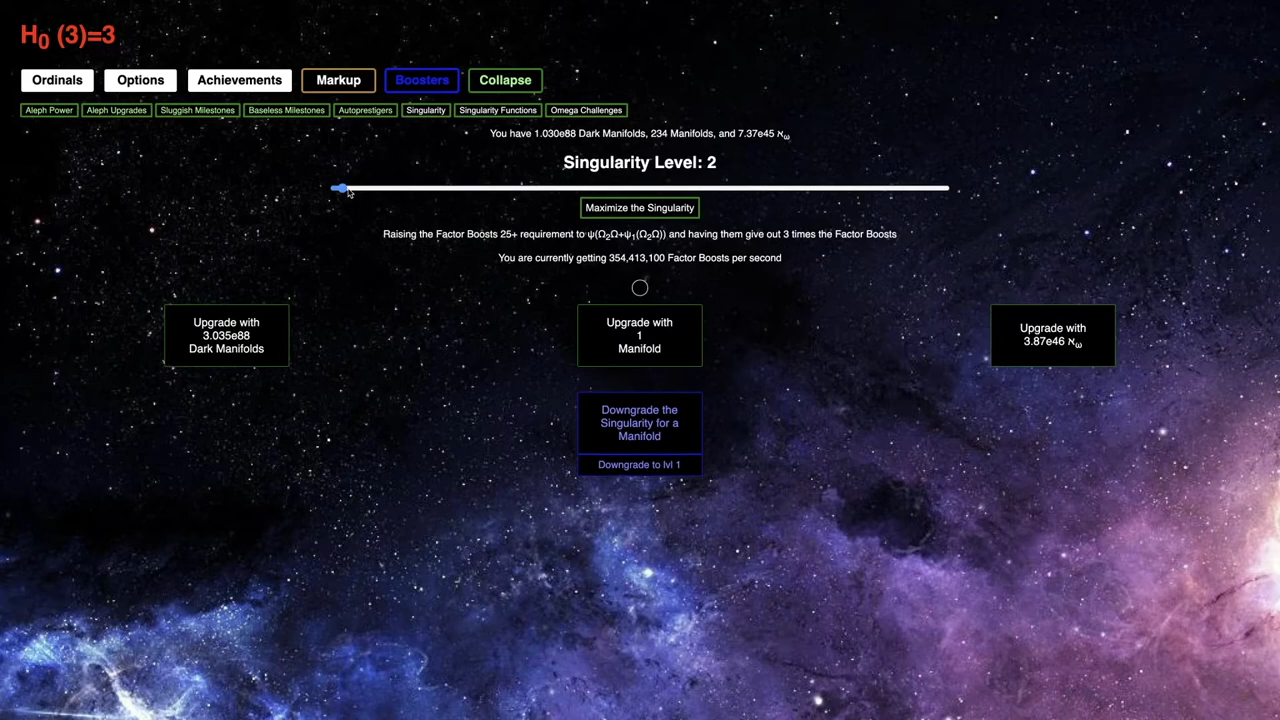 H₀ (3)=3
Ordinals Options Achievements Markup Boosters Collapse
Aleph Power Aleph Upgrades Sluggish Milestones Baseless Milestones Autoprestigers Singularity Singularity Functions Omega Challenges
You have 1.030e88 Dark Manifolds, 234 Manifolds, and 7.37e45 ℵω
Singularity Level: 2
Maximize the Singularity
Raising the Factor Boosts 25+ requirement to ψ(Ω₂Ω+ψ₁(Ω₂Ω)) and having them give out 3 times the Factor Boosts
You are currently getting 354,413,100 Factor Boosts per second
Upgrade with
3.035e88
Dark Manifolds
Upgrade with
1
Manifold
Upgrade with
3.87e46 ℵω
Downgrade the
Singularity for a
Manifold
Downgrade to lvl 1